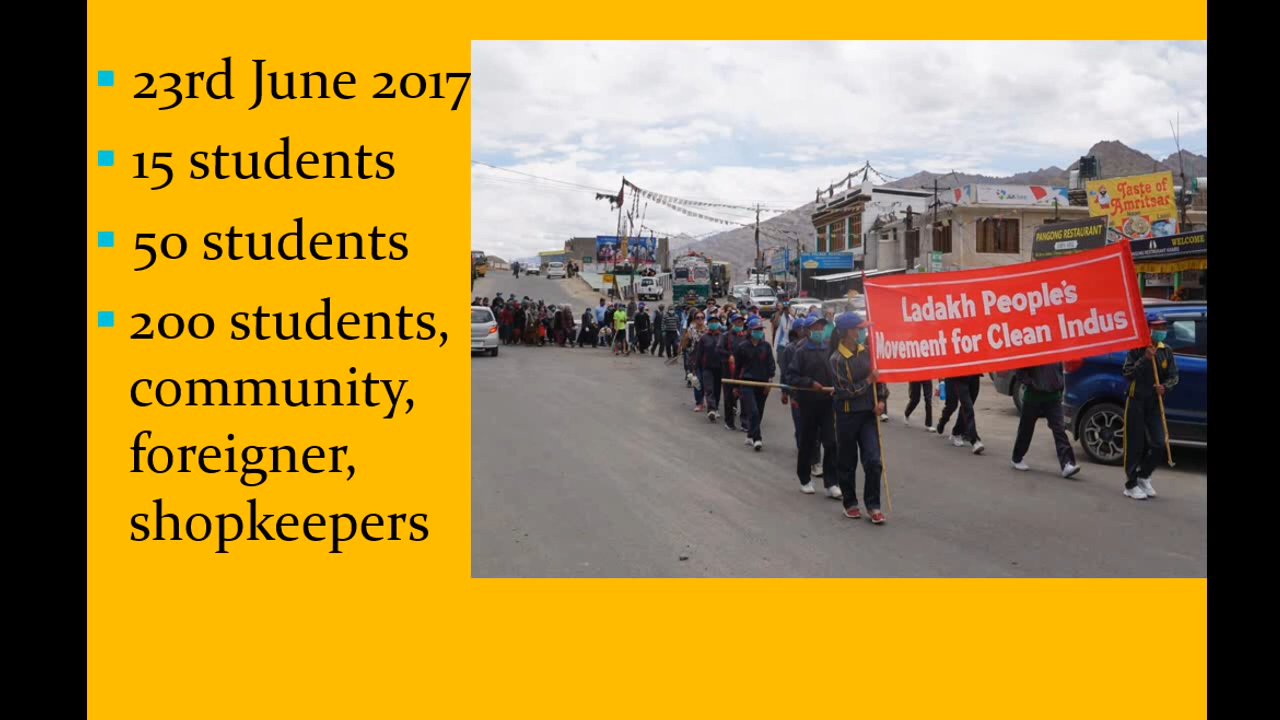 23rd June 2017
15 students
50 students
200 students,
community,
foreigner,
shopkeepers
Taste of
Amritsar
PANGONG RESTAURANT
WELCOME
Ladakh People's
Movement for Clean Indus